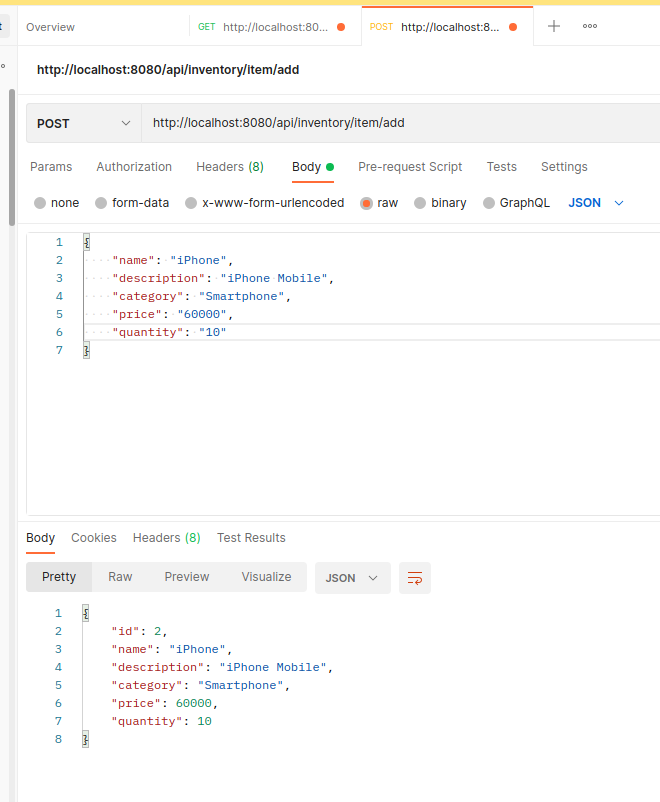 t
Overview
GET http://localhost:80...
POST http://localhost:8...
http://localhost:8080/api/inventory/item/add
POST
http://localhost:8080/api/inventory/item/add
Params Authorization Headers (8) Body Pre-request Script Tests Settings
none form-data x-www-form-urlencoded raw binary GraphQL JSON
1 {
2 "name": "iPhone",
3 "description": "iPhone Mobile",
4 "category": "Smartphone",
5 "price": "60000",
6 "quantity": "10"
7 }
Body Cookies Headers (8) Test Results
Pretty Raw Preview Visualize JSON
1 {
2 "id": 2,
3 "name": "iPhone",
4 "description": "iPhone Mobile",
5 "category": "Smartphone",
6 "price": 60000,
7 "quantity": 10
8 }